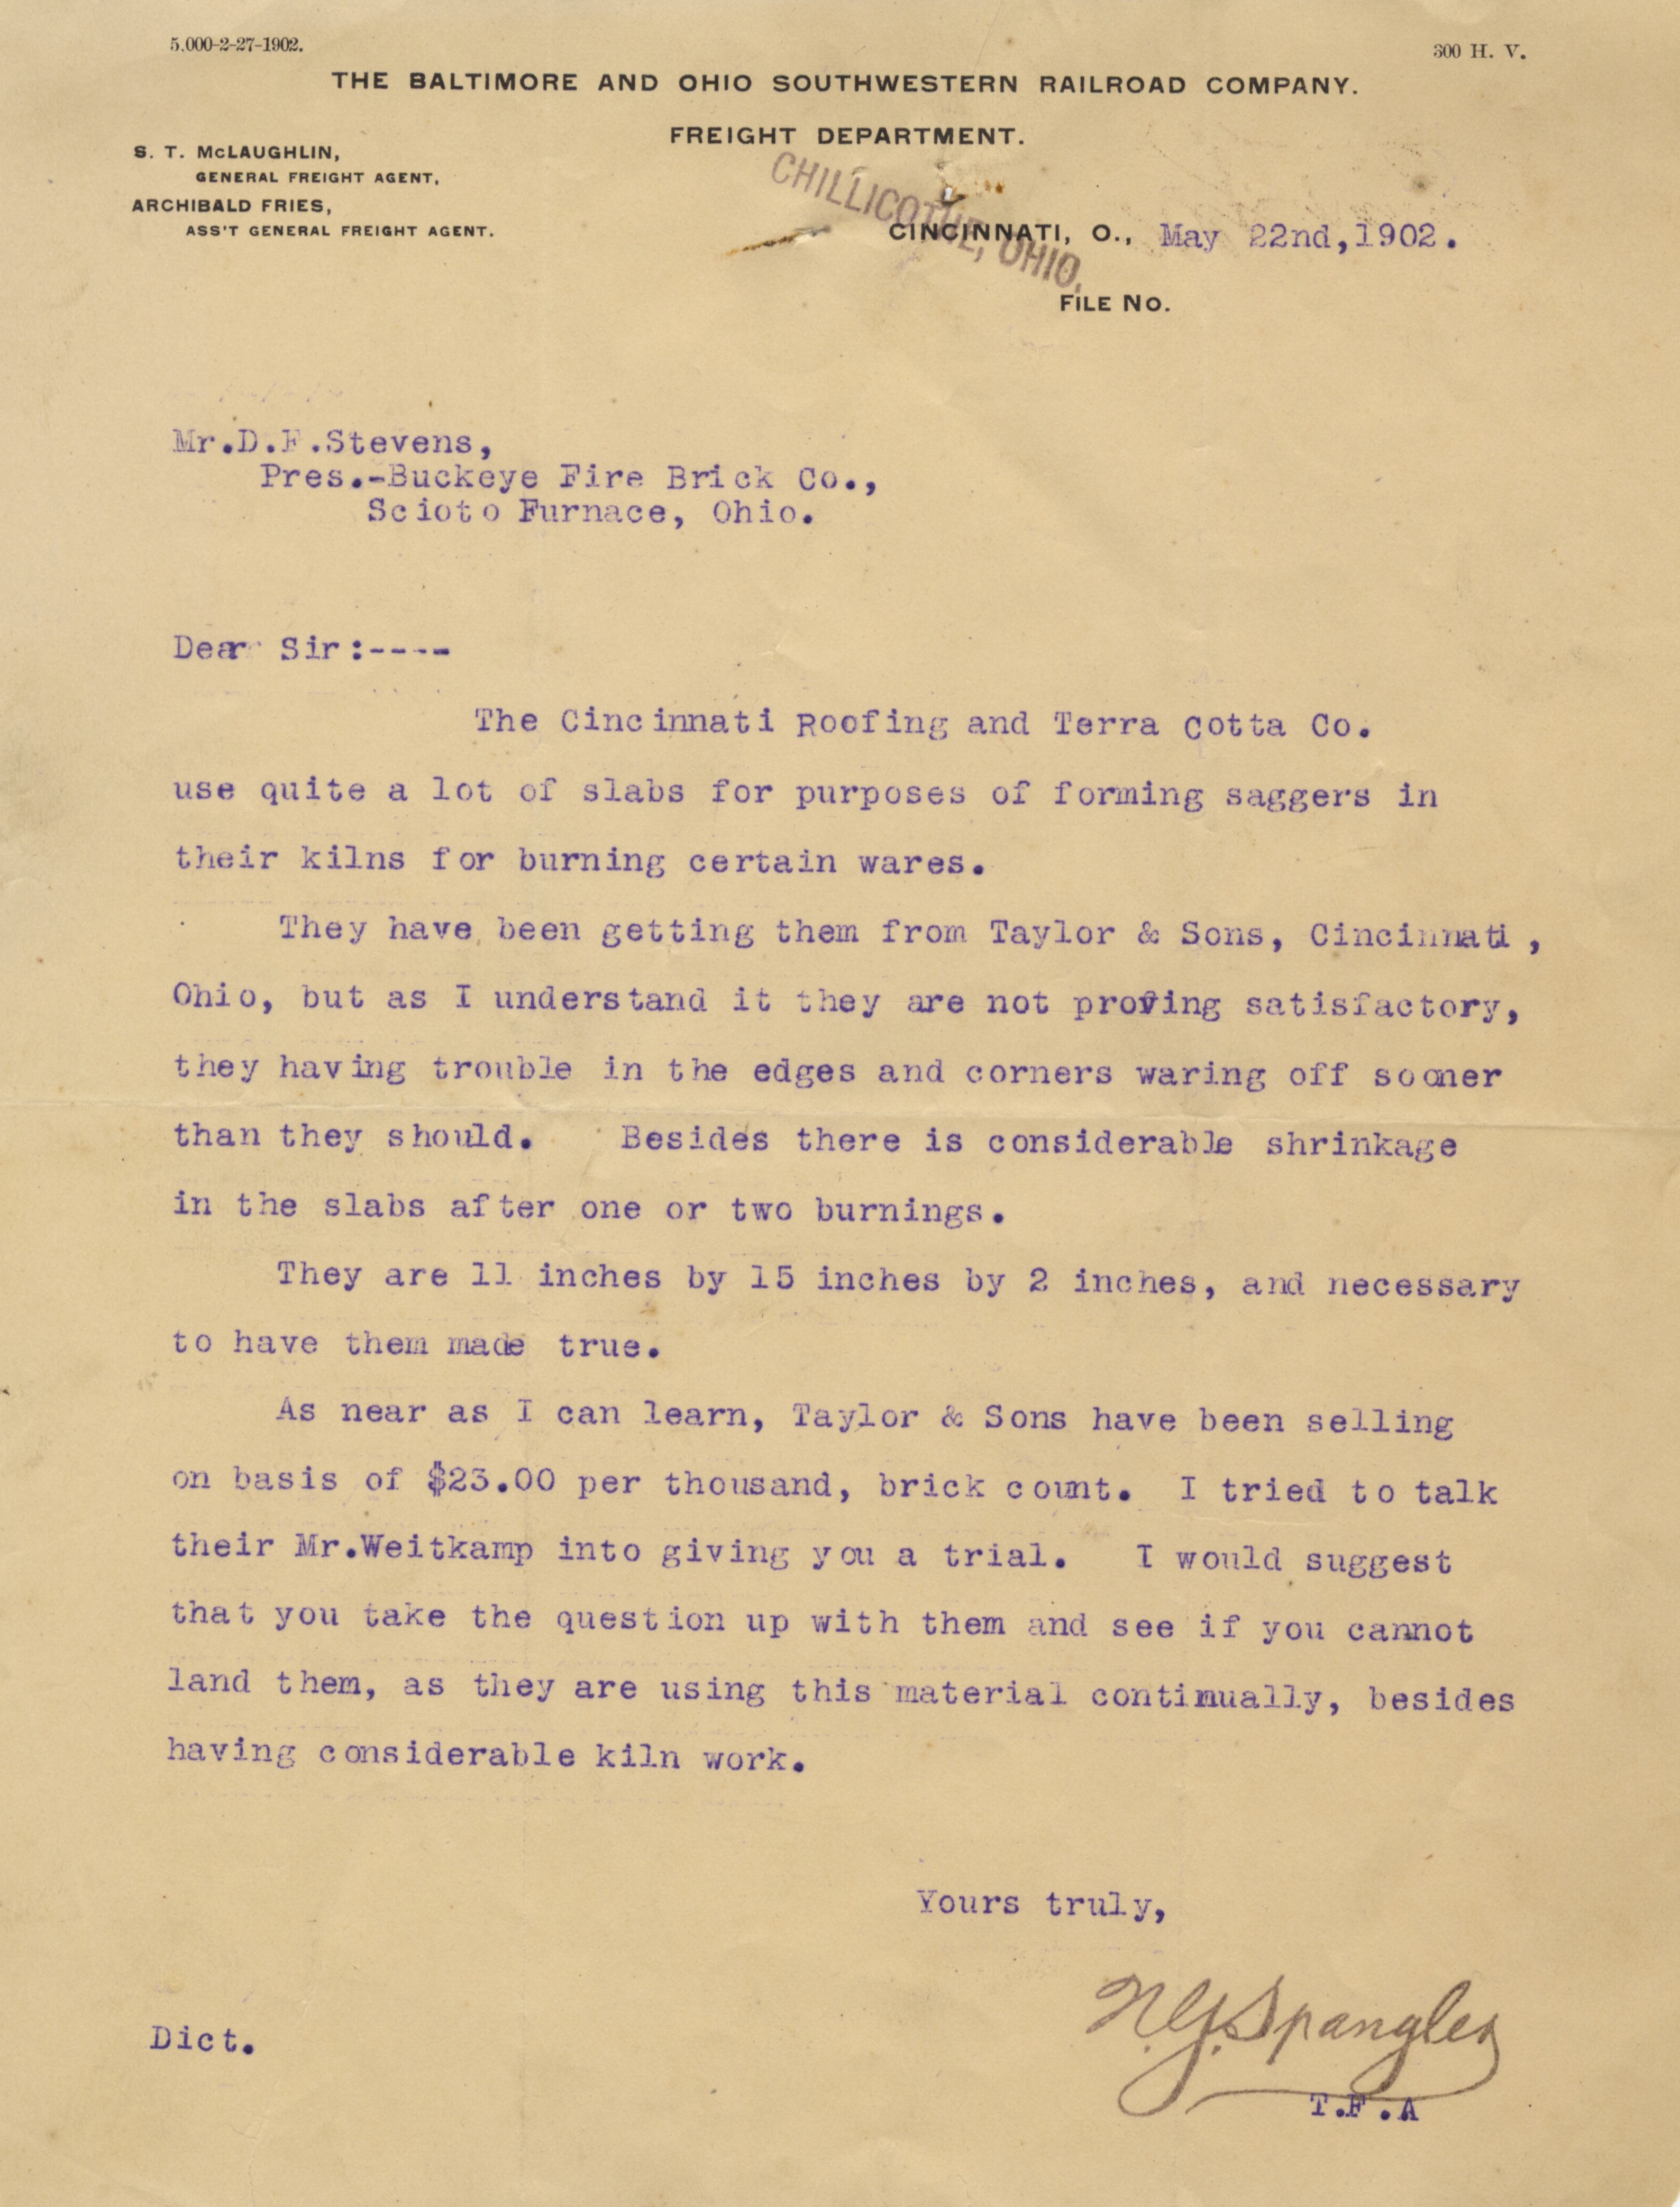 5,000-2-27-1902.
300 H. V.
THE BALTIMORE AND OHIO SOUTHWESTERN RAILROAD COMPANY.
FREIGHT DEPARTMENT.
S. T. McLAUGHLIN,
GENERAL FREIGHT AGENT,
ARCHIBALD FRIES,
ASS'T GENERAL FREIGHT AGENT.
CHILLICOTHE, OHIO.
CINCINNATI, O., May 22nd,1902.
FILE NO.
Mr.D.F.Stevens,
Pres.-Buckeye Fire Brick Co.,
Scioto Furnace, Ohio.
Dear Sir:----
The Cincinnati Roofing and Terra Cotta Co.
use quite a lot of slabs for purposes of forming saggers in
their kilns for burning certain wares.
They have been getting them from Taylor & Sons, Cincinnati,
Ohio, but as I understand it they are not proving satisfactory,
they having trouble in the edges and corners waring off sooner
than they should. Besides there is considerable shrinkage
in the slabs after one or two burnings.
They are 11 inches by 15 inches by 2 inches, and necessary
to have them made true.
As near as I can learn, Taylor & Sons have been selling
on basis of $23.00 per thousand, brick count. I tried to talk
their Mr.Weitkamp into giving you a trial. I would suggest
that you take the question up with them and see if you cannot
land them, as they are using this material continually, besides
having considerable kiln work.
Yours truly,
Spangler
Dict.
T.F.A